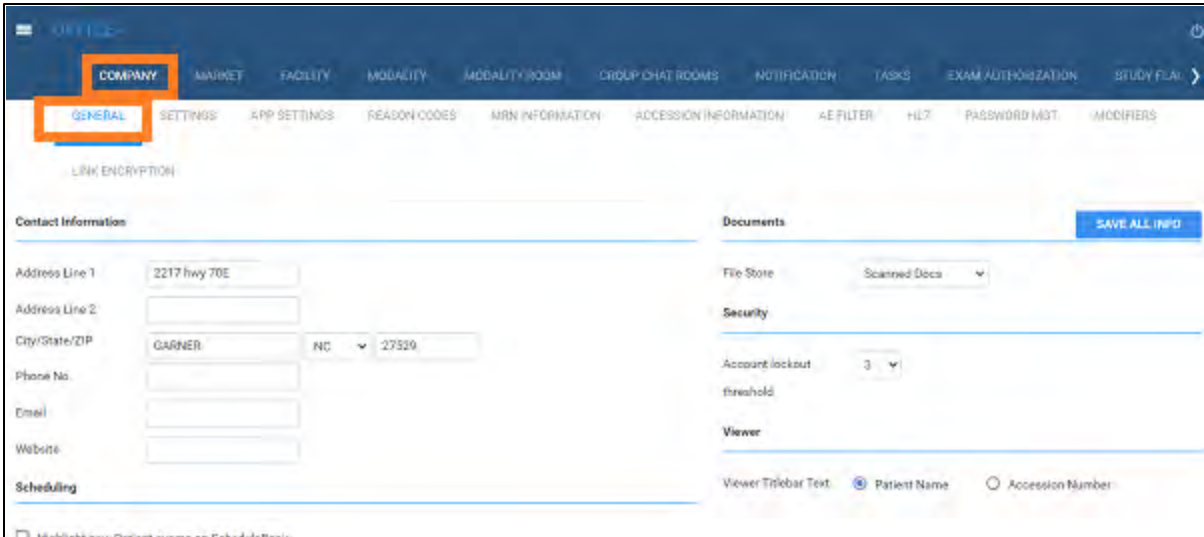 OFFICE
COMPANY MARKET FACILITY MODALITY MODALITY ROOM GROUP CHAT ROOMS NOTIFICATION TASKS EXAM AUTHORIZATION STUDY FLAG
GENERAL SETTINGS APP SETTINGS REASON CODES MRN INFORMATION ACCESSION INFORMATION AE FILTER HL7 PASSWORD MGT MODIFIERS
LINK ENCRYPTION
Contact Information
Documents SAVE ALL INFO
Address Line 1 2217 hwy 70E
File Store Scanned Docs
Address Line 2
Security
City/State/ZIP GARNER NC 27529
Account lockout threshold 3
Phone No.
Email
Viewer
Website
Scheduling
Viewer Titlebar Text Patient Name Accession Number